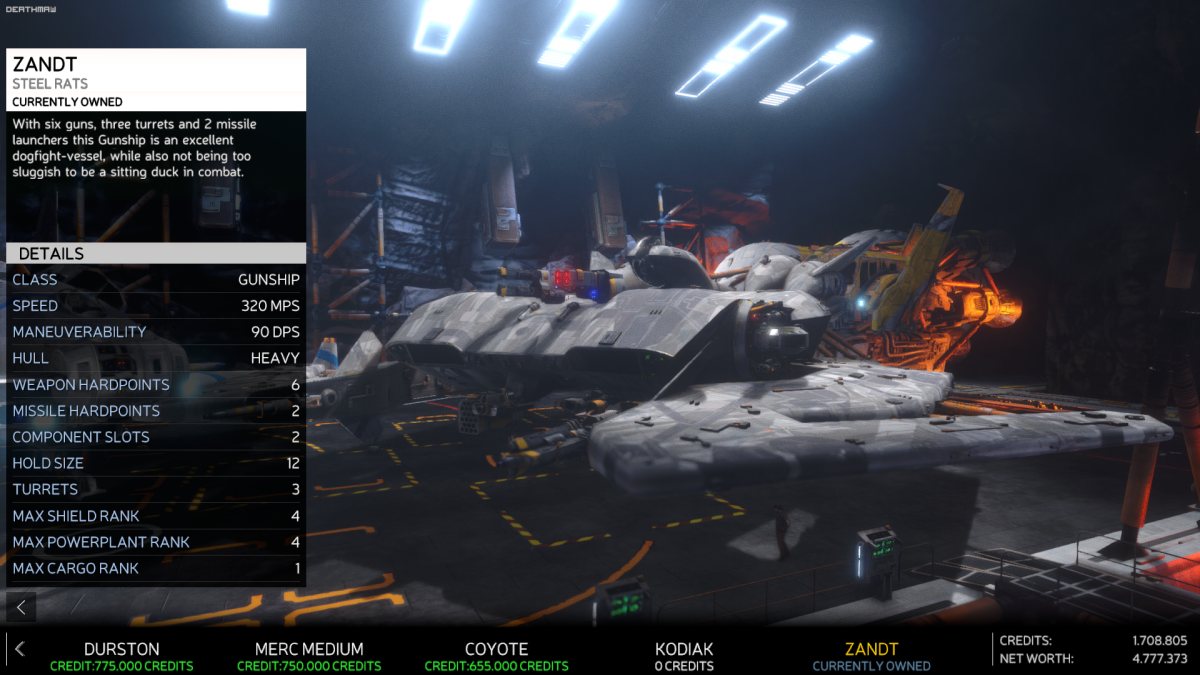 DEATHMAW
ZANDT
STEEL RATS
CURRENTLY OWNED
With six guns, three turrets and 2 missile
launchers this Gunship is an excellent
dogfight-vessel, while also not being too
sluggish to be a sitting duck in combat.
DETAILS
CLASS GUNSHIP
SPEED 320 MPS
MANEUVERABILITY 90 DPS
HULL HEAVY
WEAPON HARDPOINTS 6
MISSILE HARDPOINTS 2
COMPONENT SLOTS 2
HOLD SIZE 12
TURRETS 3
MAX SHIELD RANK 4
MAX POWERPLANT RANK 4
MAX CARGO RANK 1
DURSTON MERC MEDIUM COYOTE KODIAK ZANDT
CREDIT:775.000 CREDITS CREDIT:750.000 CREDITS CREDIT:655.000 CREDITS 0 CREDITS CURRENTLY OWNED
CREDITS: 1.708.805
NET WORTH: 4.777.373